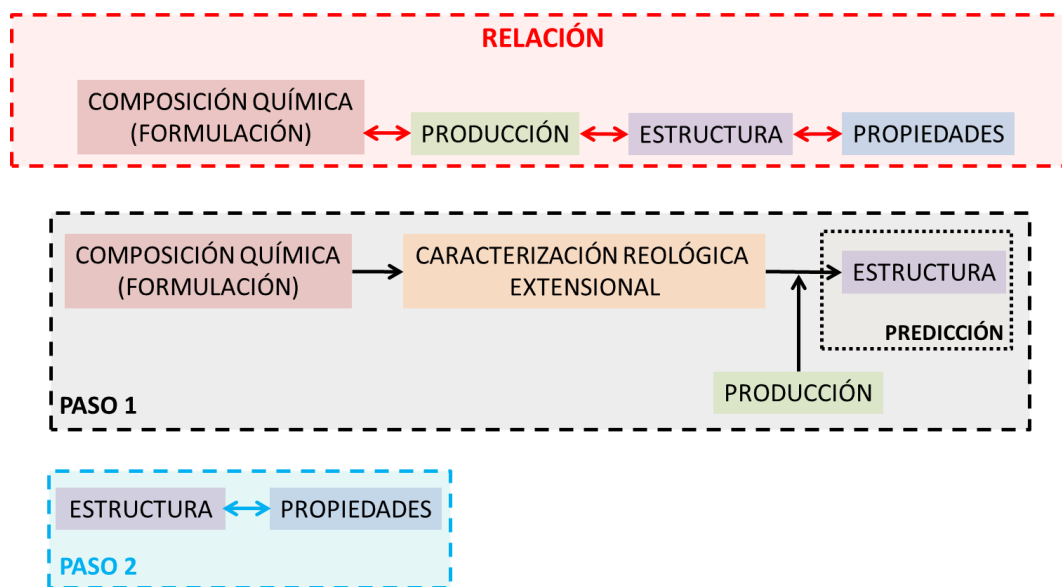 RELACIÓN
COMPOSICIÓN QUÍMICA
(FORMULACIÓN)
PRODUCCIÓN
ESTRUCTURA
PROPIEDADES
COMPOSICIÓN QUÍMICA
(FORMULACIÓN)
CARACTERIZACIÓN REOLÓGICA
EXTENSIONAL
ESTRUCTURA
PREDICCIÓN
PRODUCCIÓN
PASO 1
ESTRUCTURA
PROPIEDADES
PASO 2